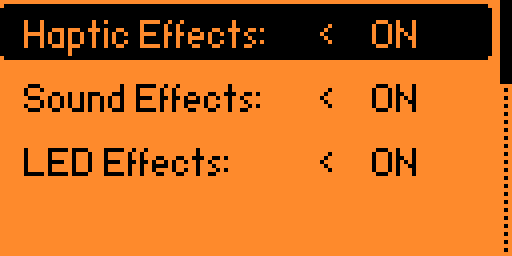 Haptic Effects: < ON
Sound Effects: < ON
LED Effects: < ON